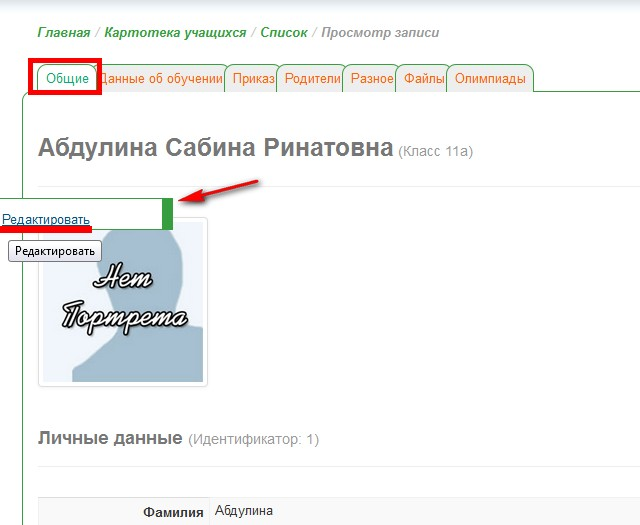 Главная / Картотека учащихся / Список / Просмотр записи
Общие Данные об обучении Приказ Родители Разное Файлы Олимпиады
Абдулина Сабина Ринатовна (Класс 11а)
Редактировать
Редактировать
Нет
Портрета
Личные данные (Идентификатор: 1)
Фамилия Абдулина